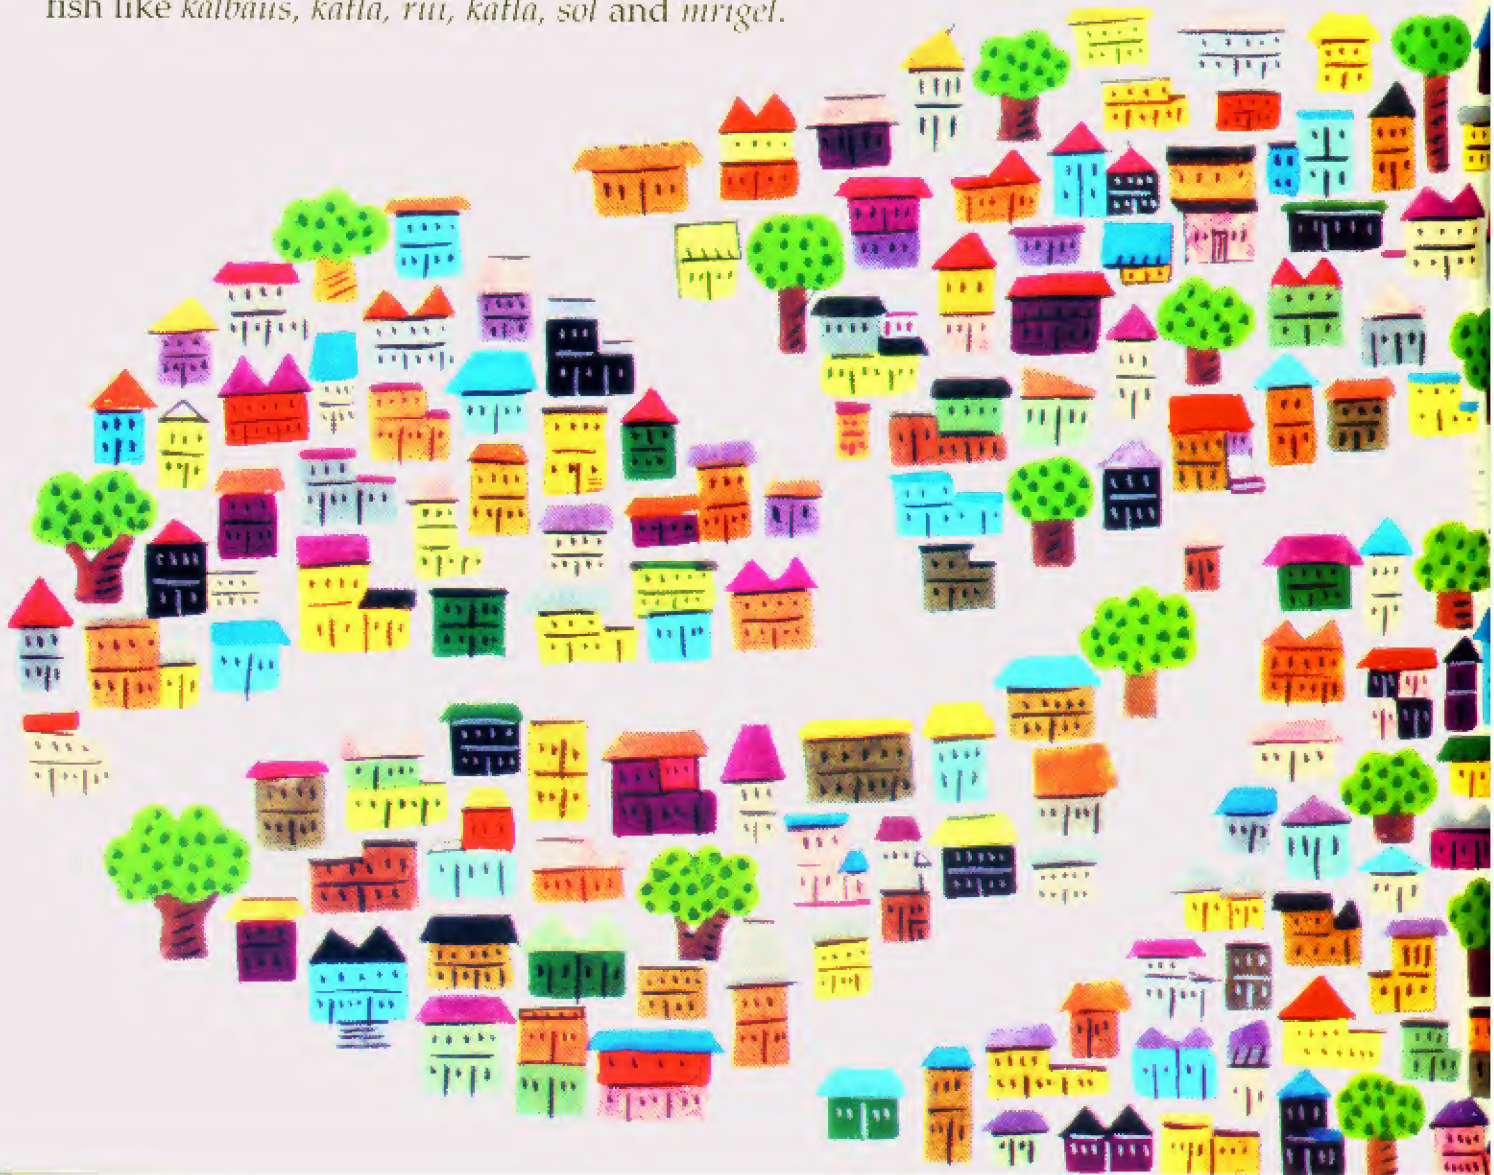 fish like kalbaus, katla, rui, katla, sol and mrigel.